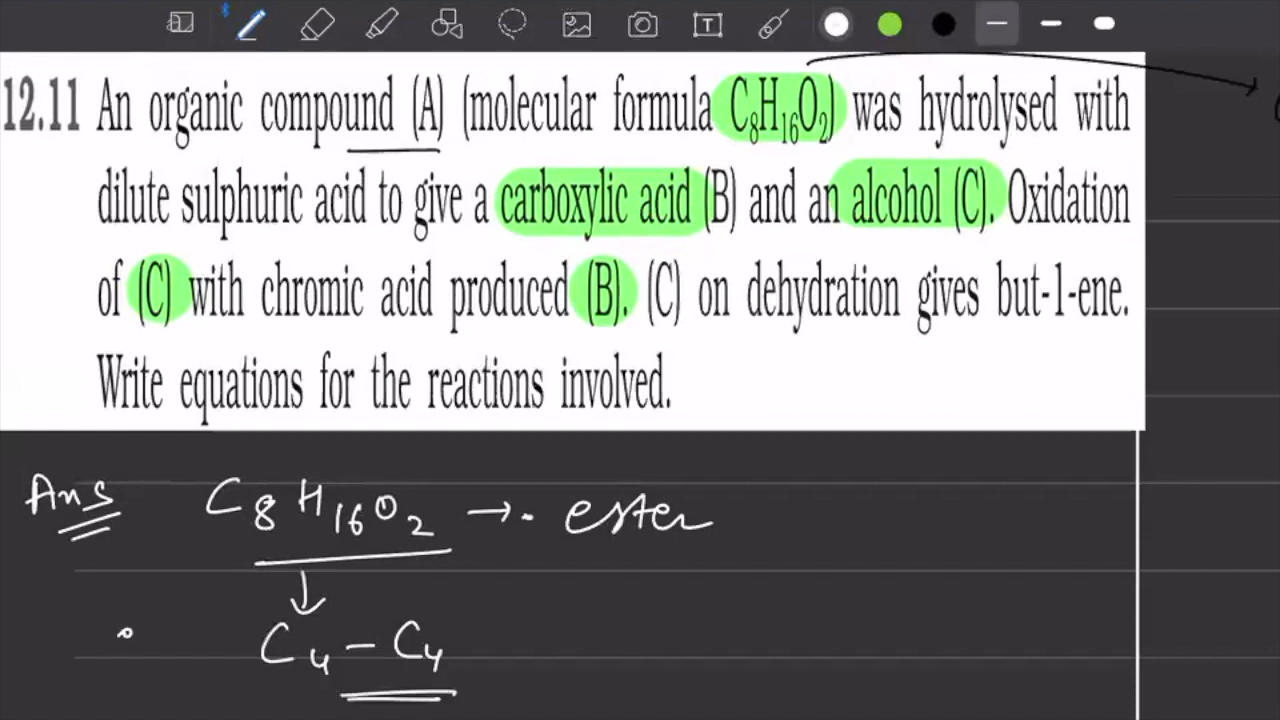 12.11 An organic compound (A) (molecular formula C₈H₁₆O₂) was hydrolysed with
dilute sulphuric acid to give a carboxylic acid (B) and an alcohol (C). Oxidation
of (C) with chromic acid produced (B). (C) on dehydration gives but-1-ene.
Write equations for the reactions involved.
Ans C₈H₁₆O₂ →. ester
↓
C₄ – C₄